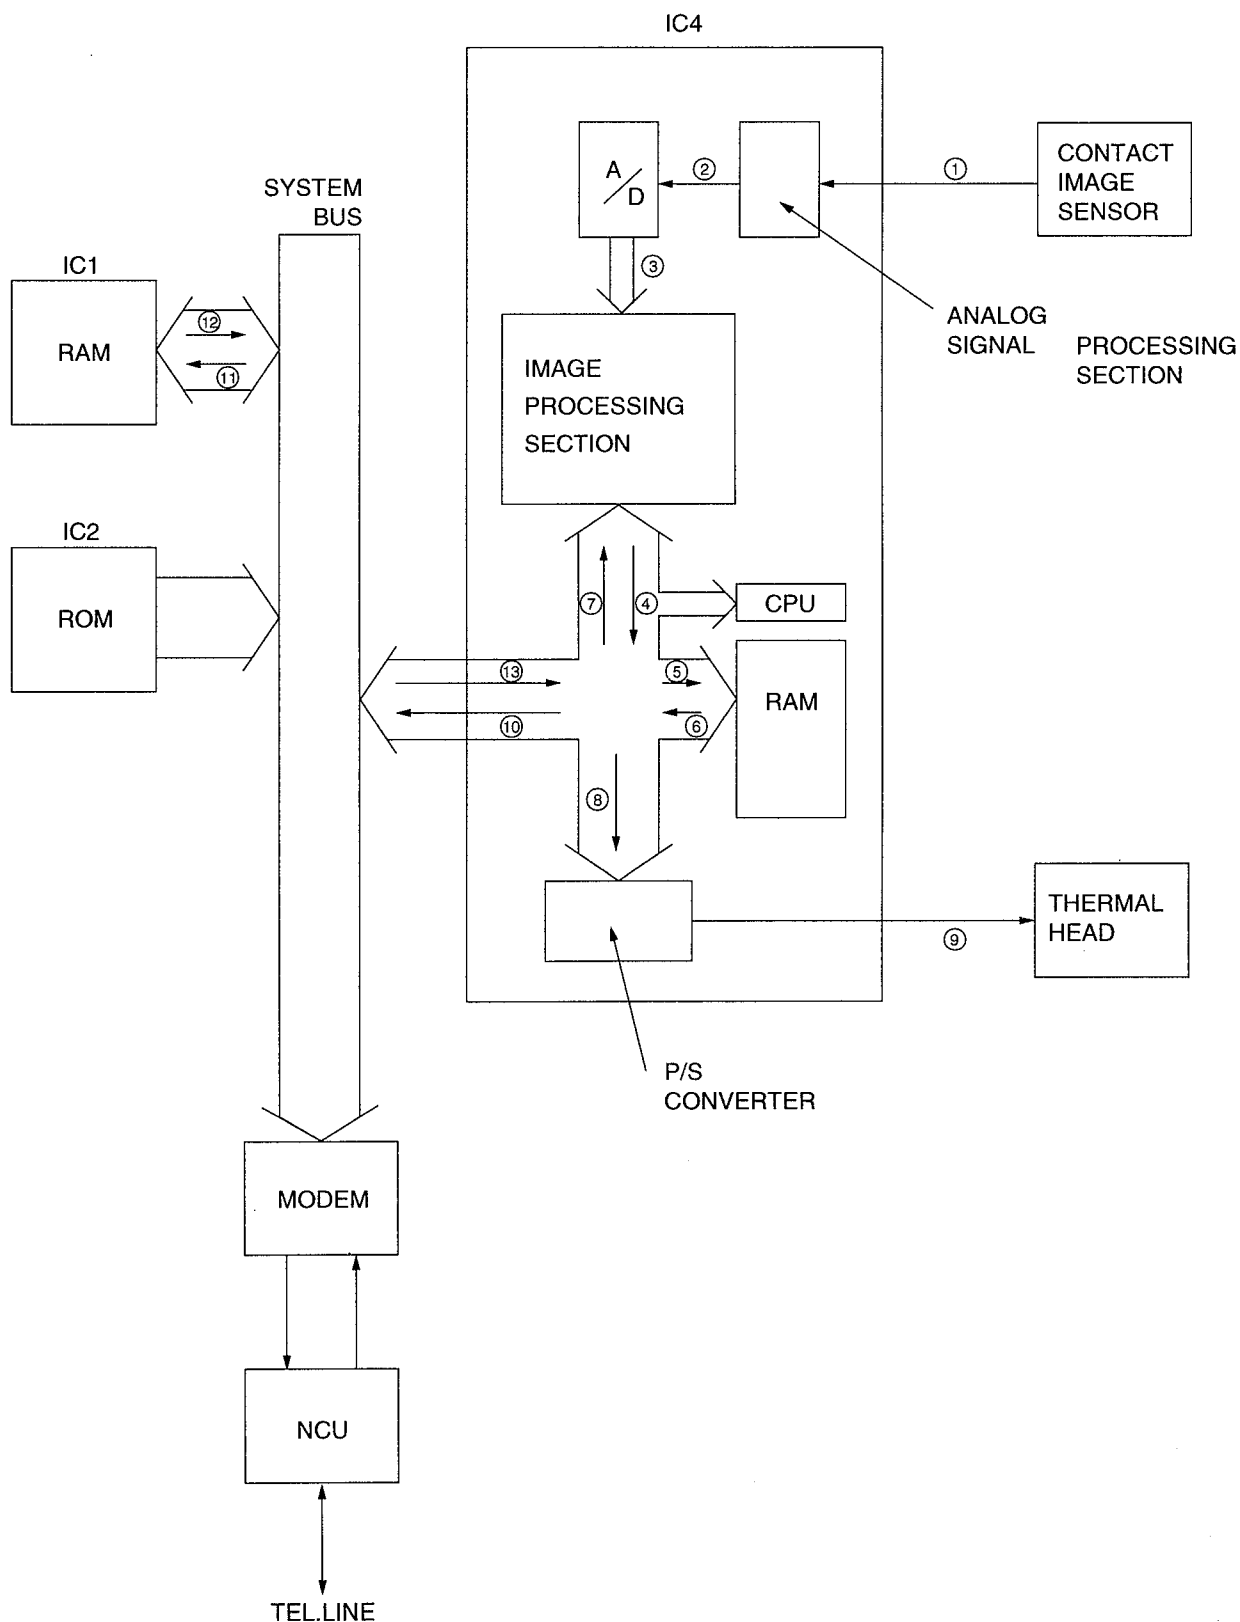 IC4
CONTACT
IMAGE
SENSOR
①
②
A/D
③
SYSTEM
BUS
IC1
RAM
⑫
⑪
ANALOG
SIGNAL
PROCESSING
SECTION
IMAGE
PROCESSING
SECTION
IC2
ROM
⑦
④
CPU
⑬
⑤
RAM
⑩
⑥
⑧
THERMAL
HEAD
⑨
P/S
CONVERTER
MODEM
NCU
TEL.LINE